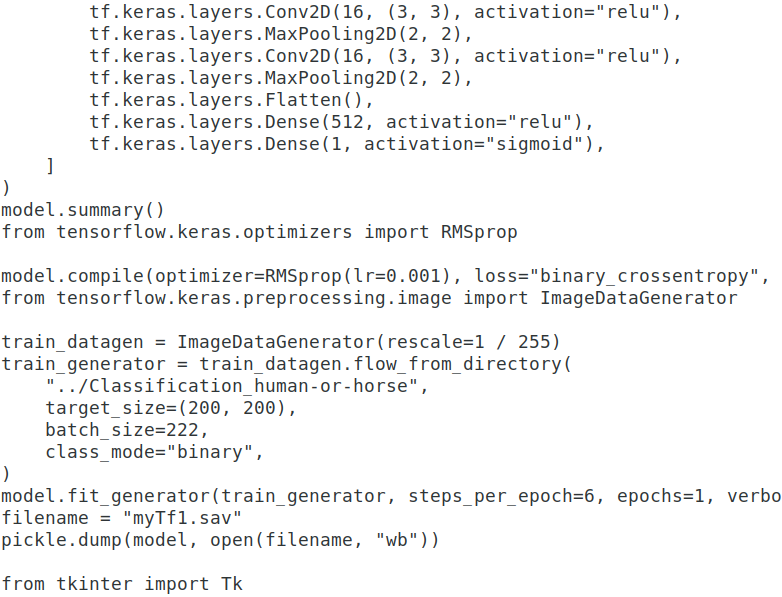 tf.keras.layers.Conv2D(16, (3, 3), activation="relu"),
        tf.keras.layers.MaxPooling2D(2, 2),
        tf.keras.layers.Conv2D(16, (3, 3), activation="relu"),
        tf.keras.layers.MaxPooling2D(2, 2),
        tf.keras.layers.Flatten(),
        tf.keras.layers.Dense(512, activation="relu"),
        tf.keras.layers.Dense(1, activation="sigmoid"),
    ]
)
model.summary()
from tensorflow.keras.optimizers import RMSprop

model.compile(optimizer=RMSprop(lr=0.001), loss="binary_crossentropy",
from tensorflow.keras.preprocessing.image import ImageDataGenerator

train_datagen = ImageDataGenerator(rescale=1 / 255)
train_generator = train_datagen.flow_from_directory(
    "../Classification_human-or-horse",
    target_size=(200, 200),
    batch_size=222,
    class_mode="binary",
)
model.fit_generator(train_generator, steps_per_epoch=6, epochs=1, verbo
filename = "myTf1.sav"
pickle.dump(model, open(filename, "wb"))

from tkinter import Tk